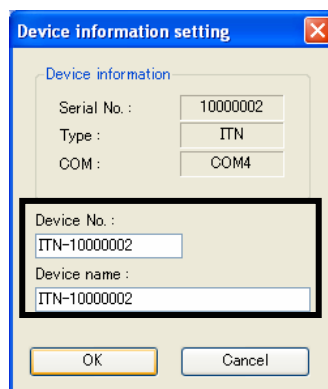 Device information setting
Device information
Serial No. : 10000002
Type : ITN
COM : COM4
Device No. :
ITN-10000002
Device name :
ITN-10000002
OK Cancel